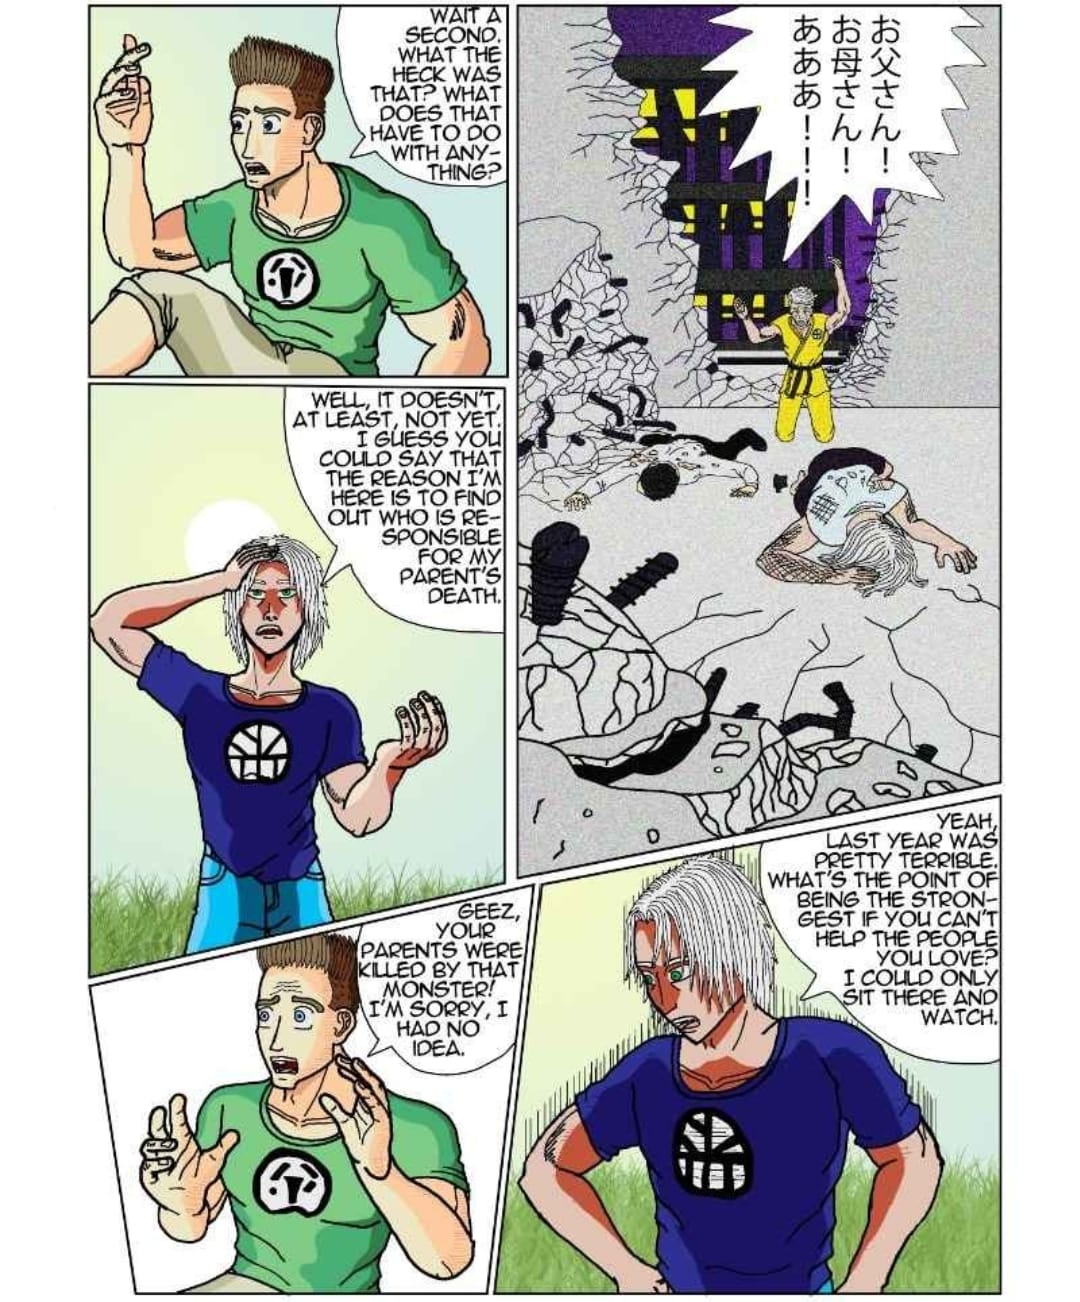 WAIT A
SECOND.
WHAT THE
HECK WAS
THAT? WHAT
DOES THAT
HAVE TO DO
WITH ANY-
THING?
WELL, IT DOESN'T,
AT LEAST, NOT YET.
I GUESS YOU
COULD SAY THAT
THE REASON I'M
HERE IS TO FIND
OUT WHO IS RE-
SPONSIBLE
FOR MY
PARENT'S
DEATH.
お父さん！
お母さん！
あああ！！！
GEEZ,
YOUR
PARENTS WERE
KILLED BY THAT
MONSTER!
I'M SORRY, I
HAD NO
IDEA.
YEAH,
LAST YEAR WAS
PRETTY TERRIBLE.
WHAT'S THE POINT OF
BEING THE STRON-
GEST IF YOU CAN'T
HELP THE PEOPLE
YOU LOVE?
I COULD ONLY
SIT THERE AND
WATCH.